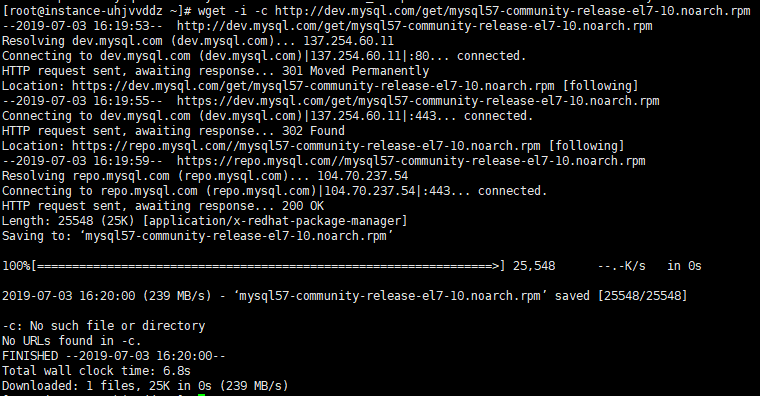 [root@instance-uhjvvddz ~]# wget -i -c http://dev.mysql.com/get/mysql57-community-release-el7-10.noarch.rpm
--2019-07-03 16:19:53--  http://dev.mysql.com/get/mysql57-community-release-el7-10.noarch.rpm
Resolving dev.mysql.com (dev.mysql.com)... 137.254.60.11
Connecting to dev.mysql.com (dev.mysql.com)|137.254.60.11|:80... connected.
HTTP request sent, awaiting response... 301 Moved Permanently
Location: https://dev.mysql.com/get/mysql57-community-release-el7-10.noarch.rpm [following]
--2019-07-03 16:19:55--  https://dev.mysql.com/get/mysql57-community-release-el7-10.noarch.rpm
Connecting to dev.mysql.com (dev.mysql.com)|137.254.60.11|:443... connected.
HTTP request sent, awaiting response... 302 Found
Location: https://repo.mysql.com//mysql57-community-release-el7-10.noarch.rpm [following]
--2019-07-03 16:19:59--  https://repo.mysql.com//mysql57-community-release-el7-10.noarch.rpm
Resolving repo.mysql.com (repo.mysql.com)... 104.70.237.54
Connecting to repo.mysql.com (repo.mysql.com)|104.70.237.54|:443... connected.
HTTP request sent, awaiting response... 200 OK
Length: 25548 (25K) [application/x-redhat-package-manager]
Saving to: ‘mysql57-community-release-el7-10.noarch.rpm’
100%[=================================================================>] 25,548      --.-K/s   in 0s
2019-07-03 16:20:00 (239 MB/s) - ‘mysql57-community-release-el7-10.noarch.rpm’ saved [25548/25548]
-c: No such file or directory
No URLs found in -c.
FINISHED --2019-07-03 16:20:00--
Total wall clock time: 6.8s
Downloaded: 1 files, 25K in 0s (239 MB/s)